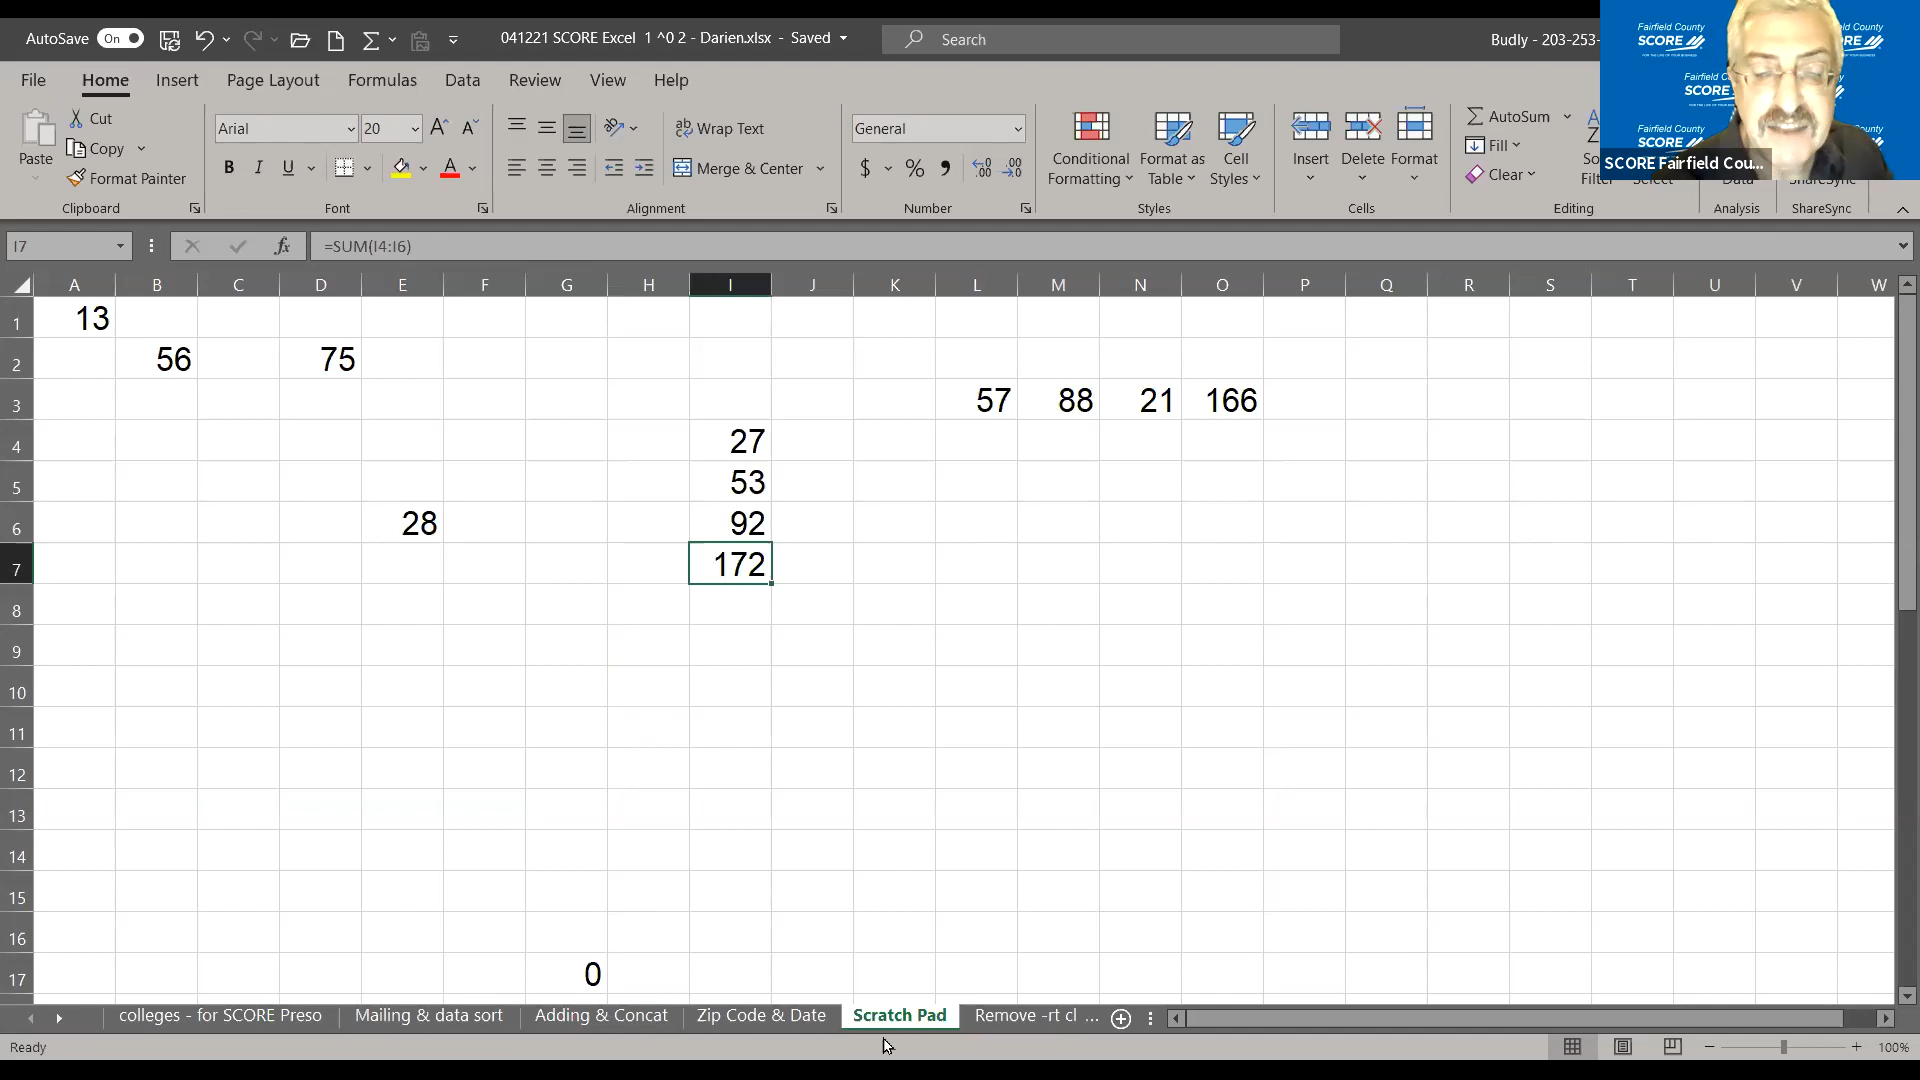 AutoSave On 041221 SCORE Excel 1 ^0 2 - Darien.xlsx - Saved Search Budly - 203-253-
File Home Insert Page Layout Formulas Data Review View Help
Paste Cut Copy Format Painter Clipboard
Arial 20 A A B I U A Font
ab Wrap Text Merge & Center Alignment
General $ % , .00 Number
Conditional Formatting Format as Table Cell Styles Styles
Insert Delete Format Cells
AutoSum Fill Clear Editing
Analysis ShareSync
Fairfield County SCORE
SCORE Fairfield Cou...
I7 fx =SUM(I4:I6)
A B C D E F G H I J K L M N O P Q R S T U V W
1 13
2 56 75
3 57 88 21 166
4 27
5 53
6 28 92
7 172
8
9
10
11
12
13
14
15
16
17 0
colleges - for SCORE Preso Mailing & data sort Adding & Concat Zip Code & Date Scratch Pad Remove -rt cl ...
Ready 100%